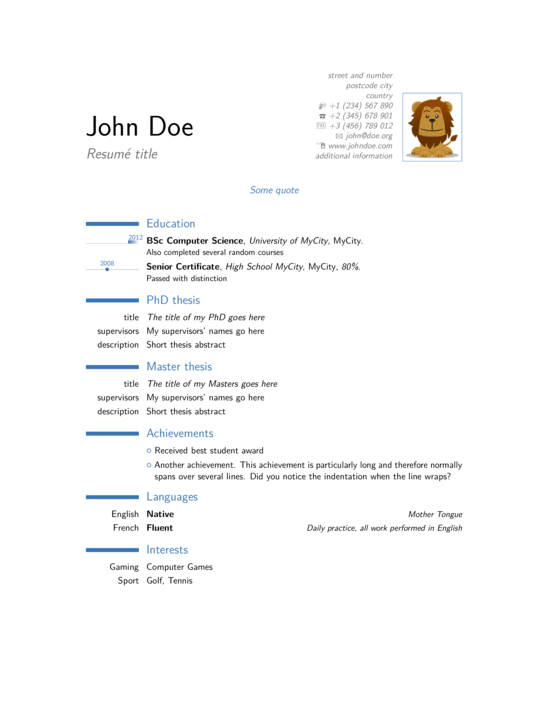 street and number
postcode city
country
+1 (234) 567 890
+2 (345) 678 901
+3 (456) 789 012
john@doe.org
www.johndoe.com
additional information
John Doe
Resumé title
Some quote
Education
2012 BSc Computer Science, University of MyCity, MyCity.
Also completed several random courses
2008 Senior Certificate, High School MyCity, MyCity, 80%.
Passed with distinction
PhD thesis
title The title of my PhD goes here
supervisors My supervisors' names go here
description Short thesis abstract
Master thesis
title The title of my Masters goes here
supervisors My supervisors' names go here
description Short thesis abstract
Achievements
Received best student award
Another achievement. This achievement is particularly long and therefore normally
spans over several lines. Did you notice the indentation when the line wraps?
Languages
English Native Mother Tongue
French Fluent Daily practice, all work performed in English
Interests
Gaming Computer Games
Sport Golf, Tennis